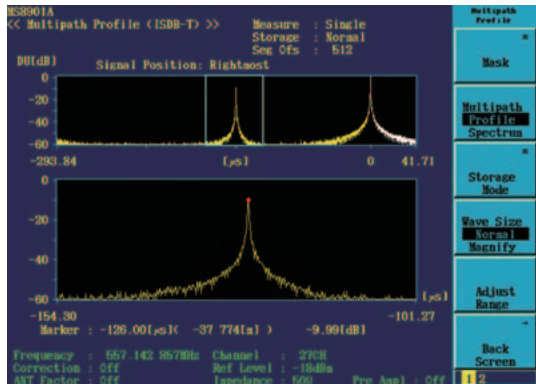 MS8901A
<< Multipath Profile (ISDB-T) >>
Measure : Single
Storage : Normal
Seg Ofs : 512
DU[dB]
Signal Position: Rightmost
0
-20
-40
-60
-293.84
[μs]
0
41.71
0
-20
-40
-60
[μs]
-154.30
-101.27
Marker : -126.00[μs]( -37 774[m] ) -9.99[dB]
Frequency : 557.142 857MHz Channel : 27CH
Correction : Off Ref Level : -18dBm
ANT Factor : Off Impedance : 50Ω Pre Ampl : Off
Multipath
Profile
*
Mask
Multipath
Profile
Spectrum
*
Storage
Mode
Wave Size
Normal
Magnify
Adjust
Range
→
Back
Screen
1 2